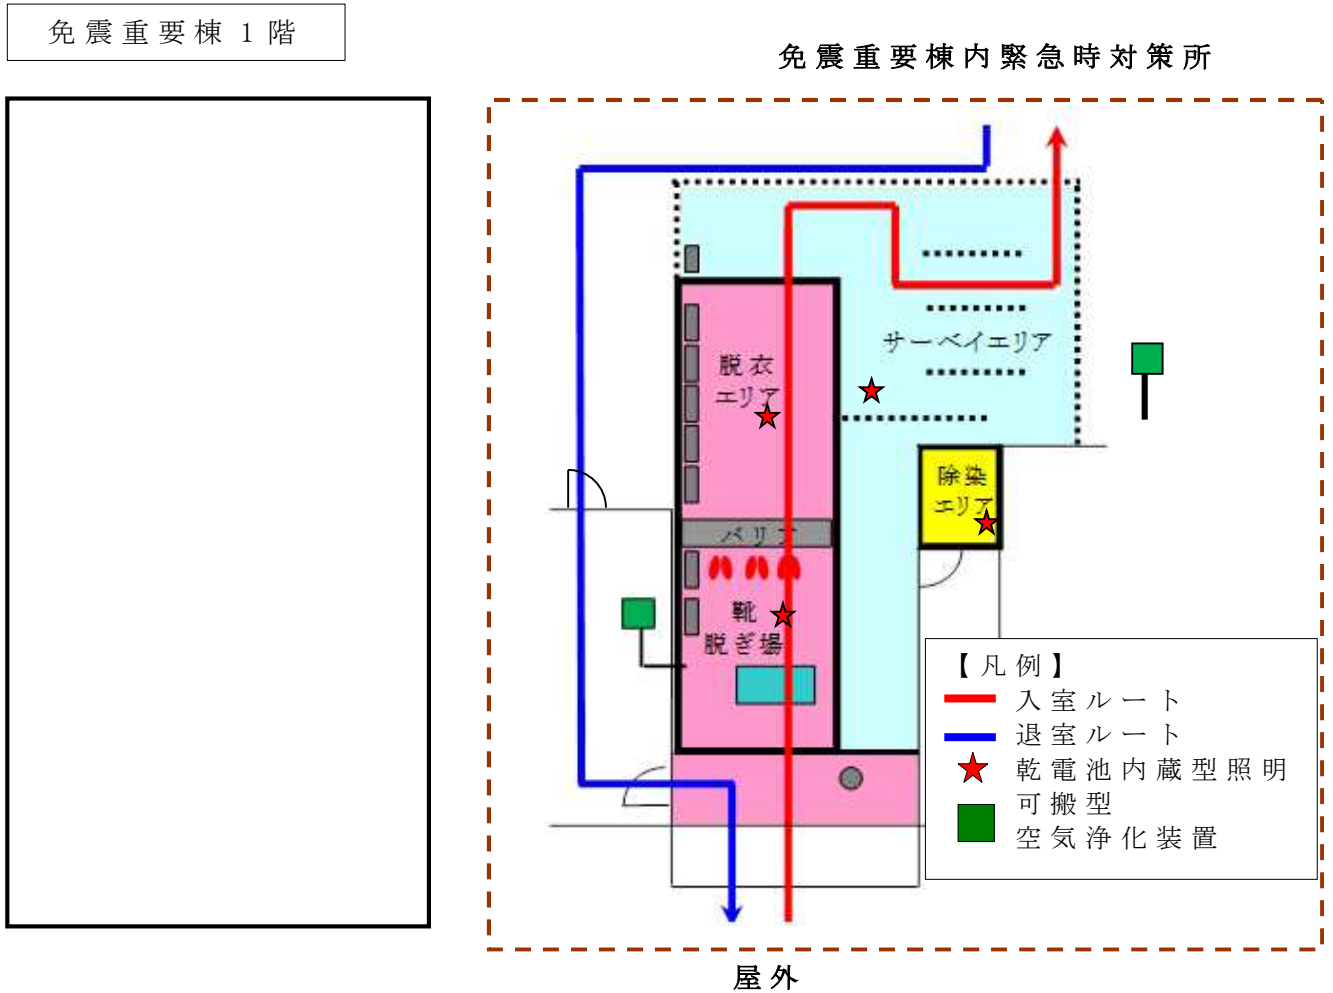 免震重要棟1階
免震重要棟内緊急時対策所
サーベイエリア
脱衣
エリア
除染
エリア
バリア
靴
脱ぎ場
【凡例】
入室ルート
退室ルート
乾電池内蔵型照明
可搬型
空気浄化装置
屋外